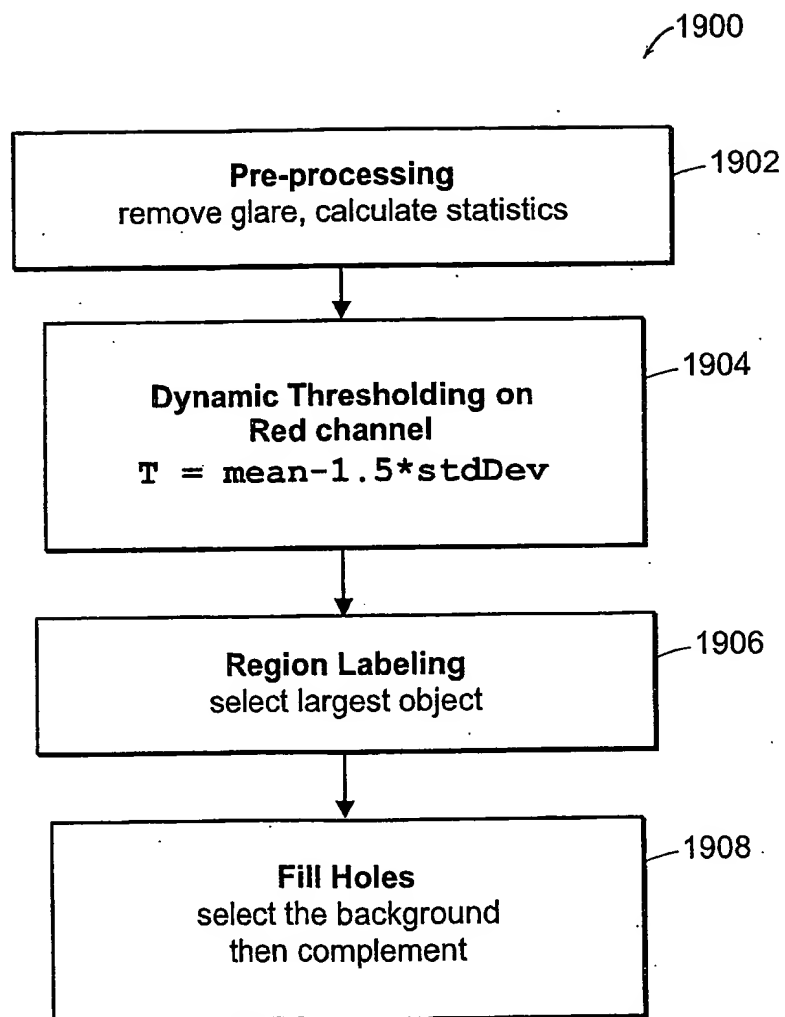 1900
Pre-processing
remove glare, calculate statistics
1902
Dynamic Thresholding on
Red channel
T = mean-1.5*stdDev
1904
Region Labeling
select largest object
1906
Fill Holes
select the background
then complement
1908